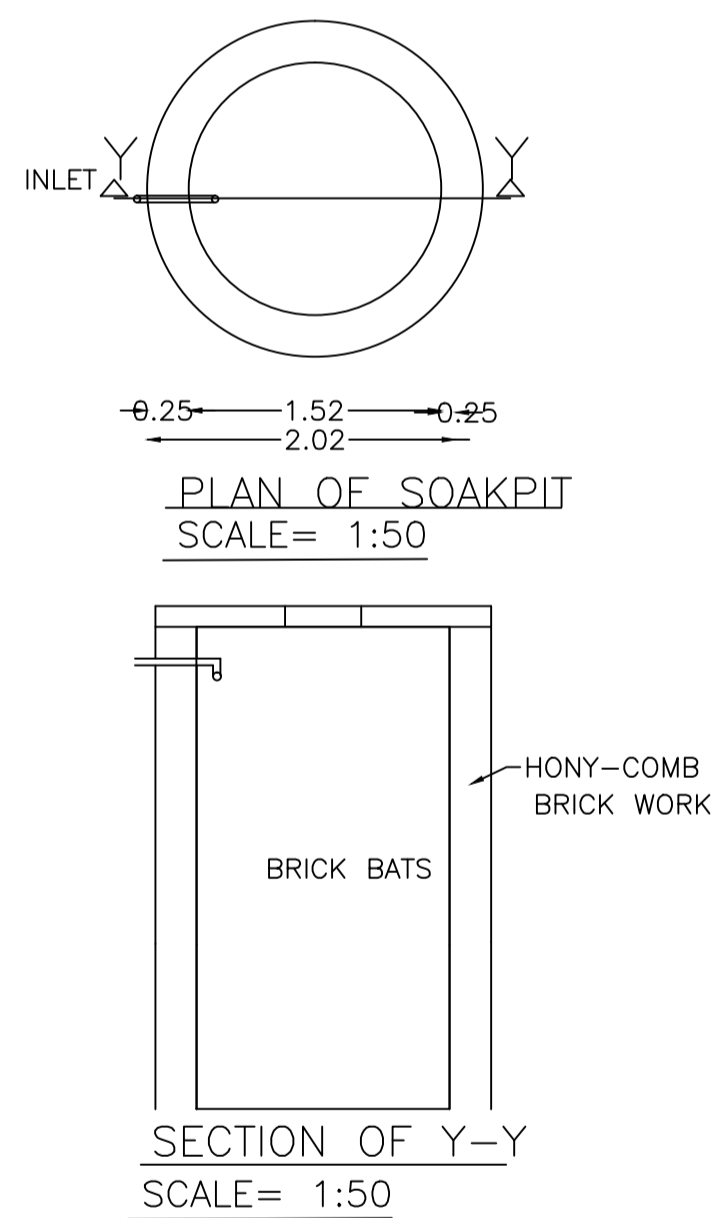 Y Y
INLET
0.25 1.52 0.25
2.02
PLAN OF SOAKPIT
SCALE= 1:50
HONY-COMB
BRICK WORK
BRICK BATS
SECTION OF Y-Y
SCALE= 1:50